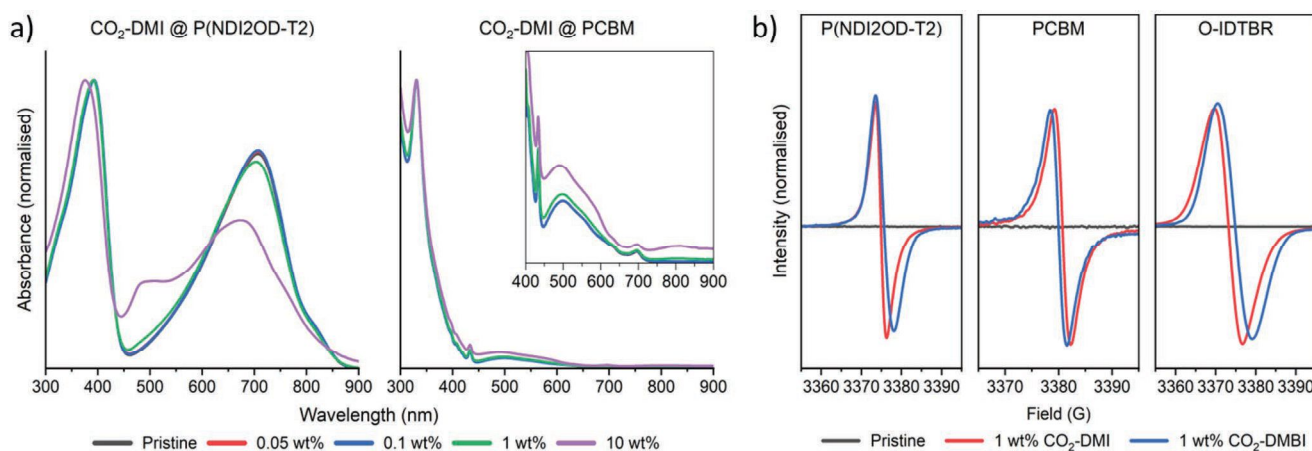 a)
CO₂-DMI @ P(NDI2OD-T2)
CO₂-DMI @ PCBM
Absorbance (normalised)
400 500 600 700 800 900
300 400 500 600 700 800 900
300 400 500 600 700 800 900
Wavelength (nm)
Pristine 0.05 wt% 0.1 wt% 1 wt% 10 wt%
b)
P(NDI2OD-T2) PCBM O-IDTBR
Intensity (normalised)
3360 3380 3370 3380 3390 3360 3370 3380 3390
Field (G)
Pristine 1 wt% CO₂-DMI 1 wt% CO₂-DMBI